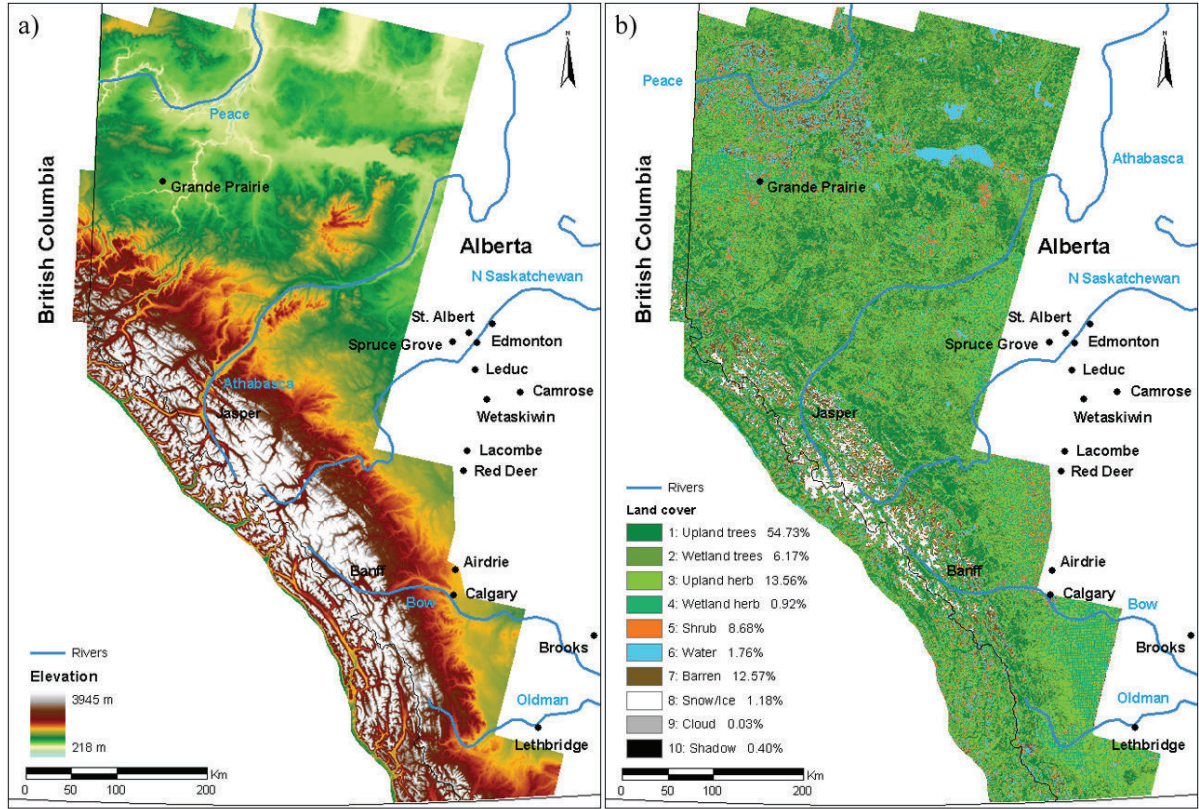 a)
N
Peace
British Columbia
Grande Prairie
Alberta
N Saskatchewan
St. Albert
Spruce Grove
Edmonton
Leduc
Camrose
Wetaskiwin
Athabasca
Jasper
Lacombe
Red Deer
Airdrie
Banff
Calgary
Bow
Brooks
Rivers
Elevation
3945 m
218 m
Oldman
Lethbridge
Km
0 50 100 200
b)
N
Peace
Athabasca
British Columbia
Grande Prairie
Alberta
N Saskatchewan
St. Albert
Spruce Grove
Edmonton
Leduc
Camrose
Wetaskiwin
Jasper
Lacombe
Red Deer
Rivers
Land cover
1: Upland trees 54.73%
2: Wetland trees 6.17%
3: Upland herb 13.56%
4: Wetland herb 0.92%
5: Shrub 8.68%
6: Water 1.76%
7: Barren 12.57%
8: Snow/Ice 1.18%
9: Cloud 0.03%
10: Shadow 0.40%
Airdrie
Banff
Calgary
Bow
Brooks
Oldman
Lethbridge
Km
0 50 100 200